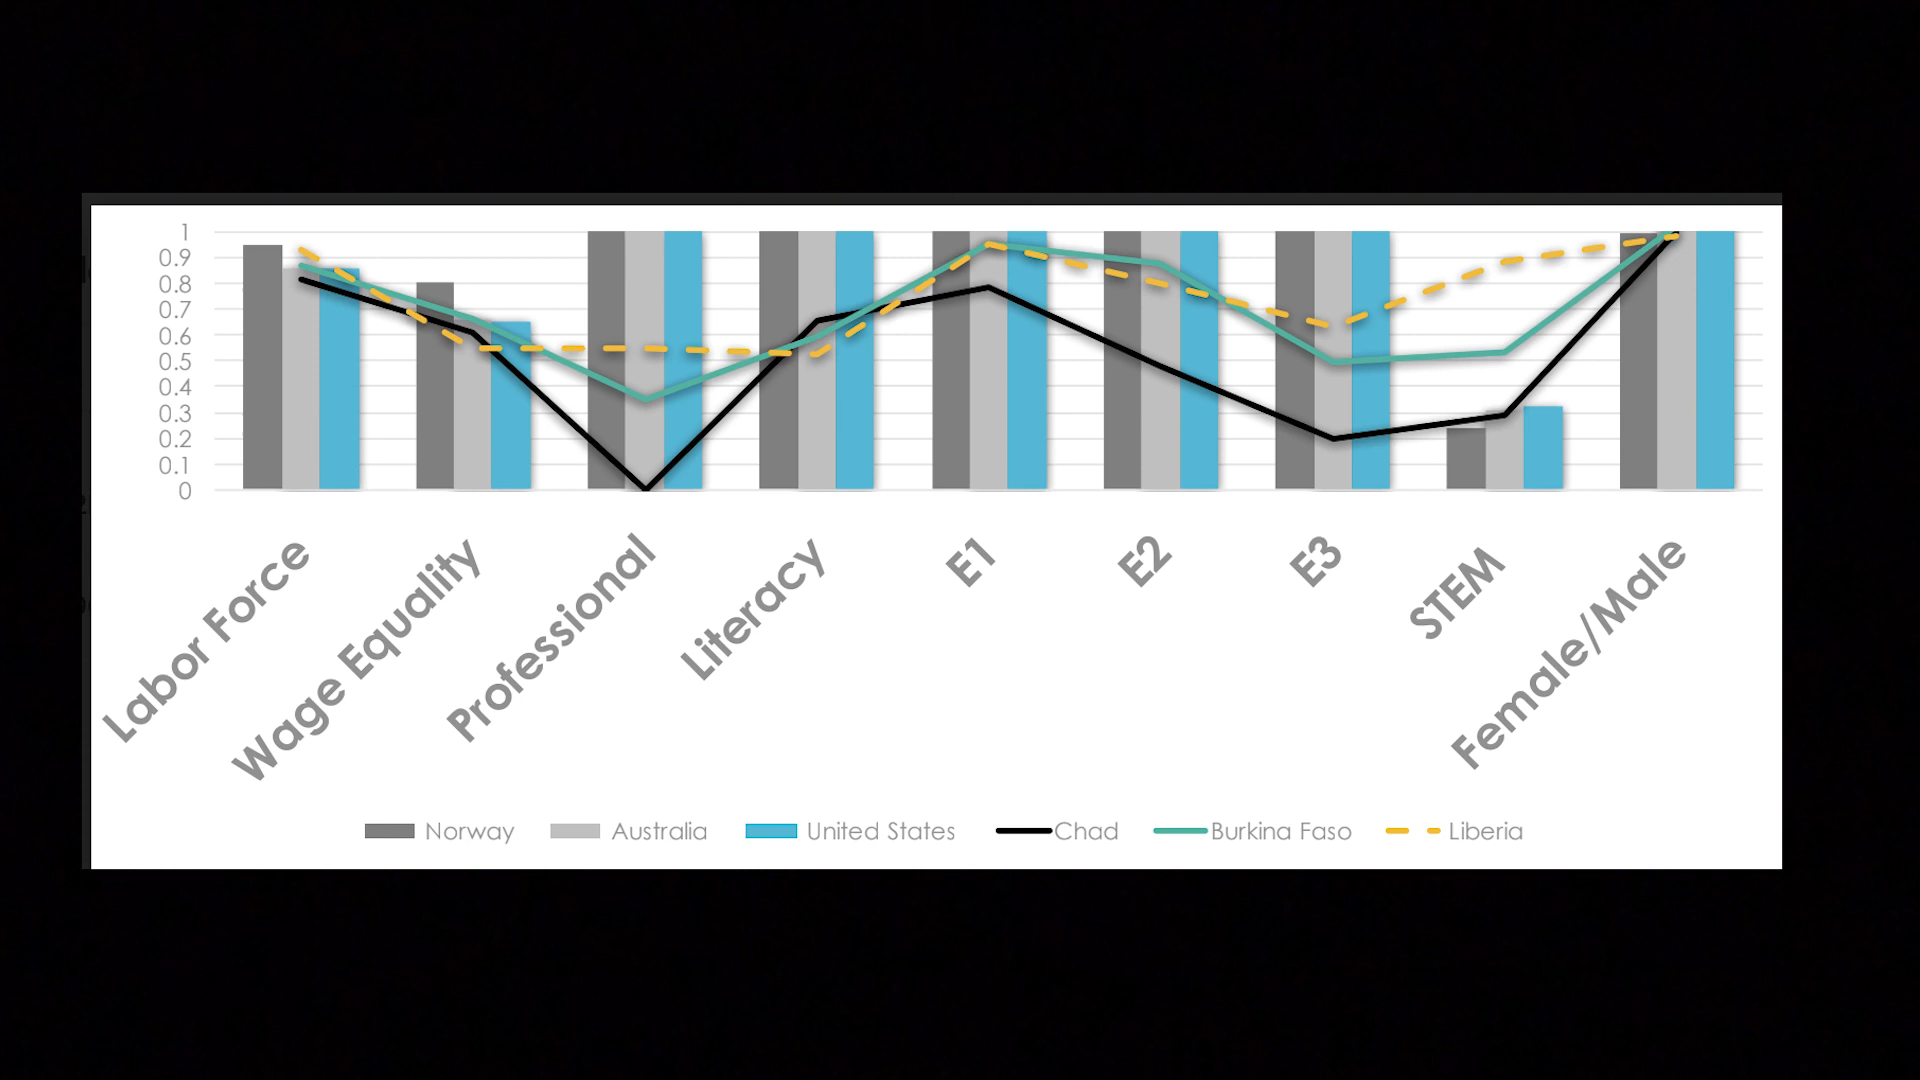 1
0.9
0.8
0.7
0.6
0.5
0.4
0.3
0.2
0.1
0
Labor Force
Wage Equality
Professional
Literacy
E1
E2
E3
STEM
Female//Male
Norway Australia United States Chad Burkina Faso Liberia